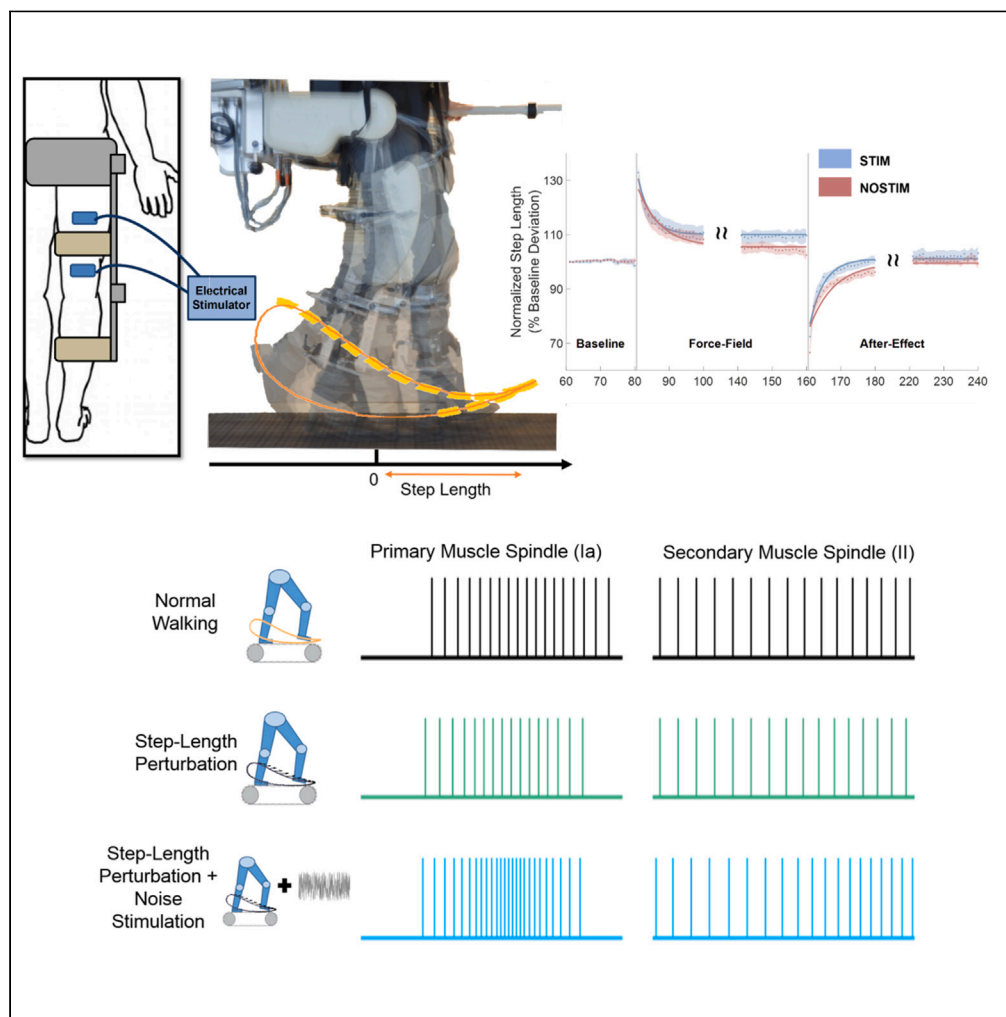 Electrical
Stimulator
0
Step Length
Normalized Step Length
(% Baseline Deviation)
130
110
90
70
STIM
NOSTIM
Baseline
Force-Field
After-Effect
60 70 80 90 100 140 150 160 170 180 220 230 240
Primary Muscle Spindle (Ia)
Secondary Muscle Spindle (II)
Normal
Walking
Step-Length
Perturbation
Step-Length
Perturbation +
Noise
Stimulation